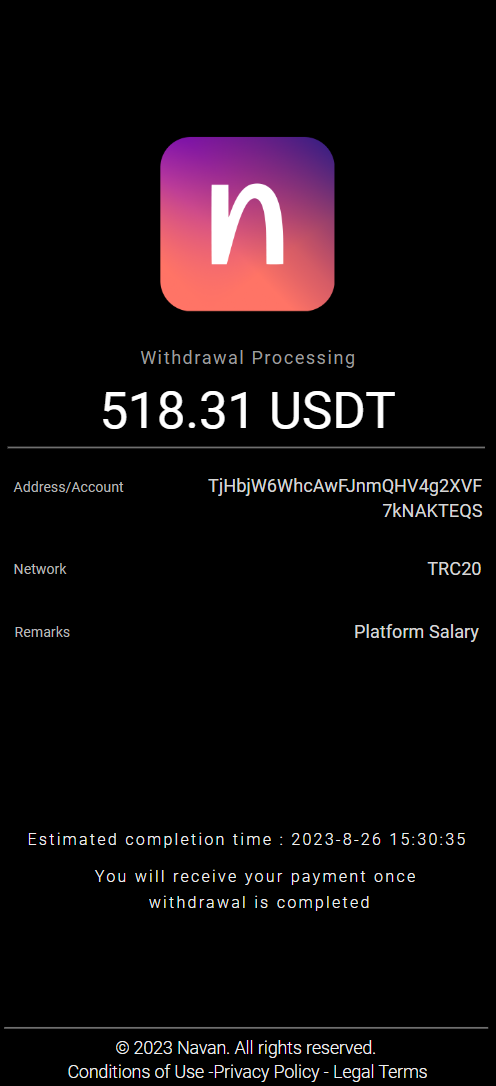 n
Withdrawal Processing
518.31 USDT
Address/Account
TjHbjW6WhcAwFJnmQHV4g2XVF
7kNAKTEQS
Network
TRC20
Remarks
Platform Salary
Estimated completion time : 2023-8-26 15:30:35
You will receive your payment once
withdrawal is completed
© 2023 Navan. All rights reserved.
Conditions of Use -Privacy Policy - Legal Terms